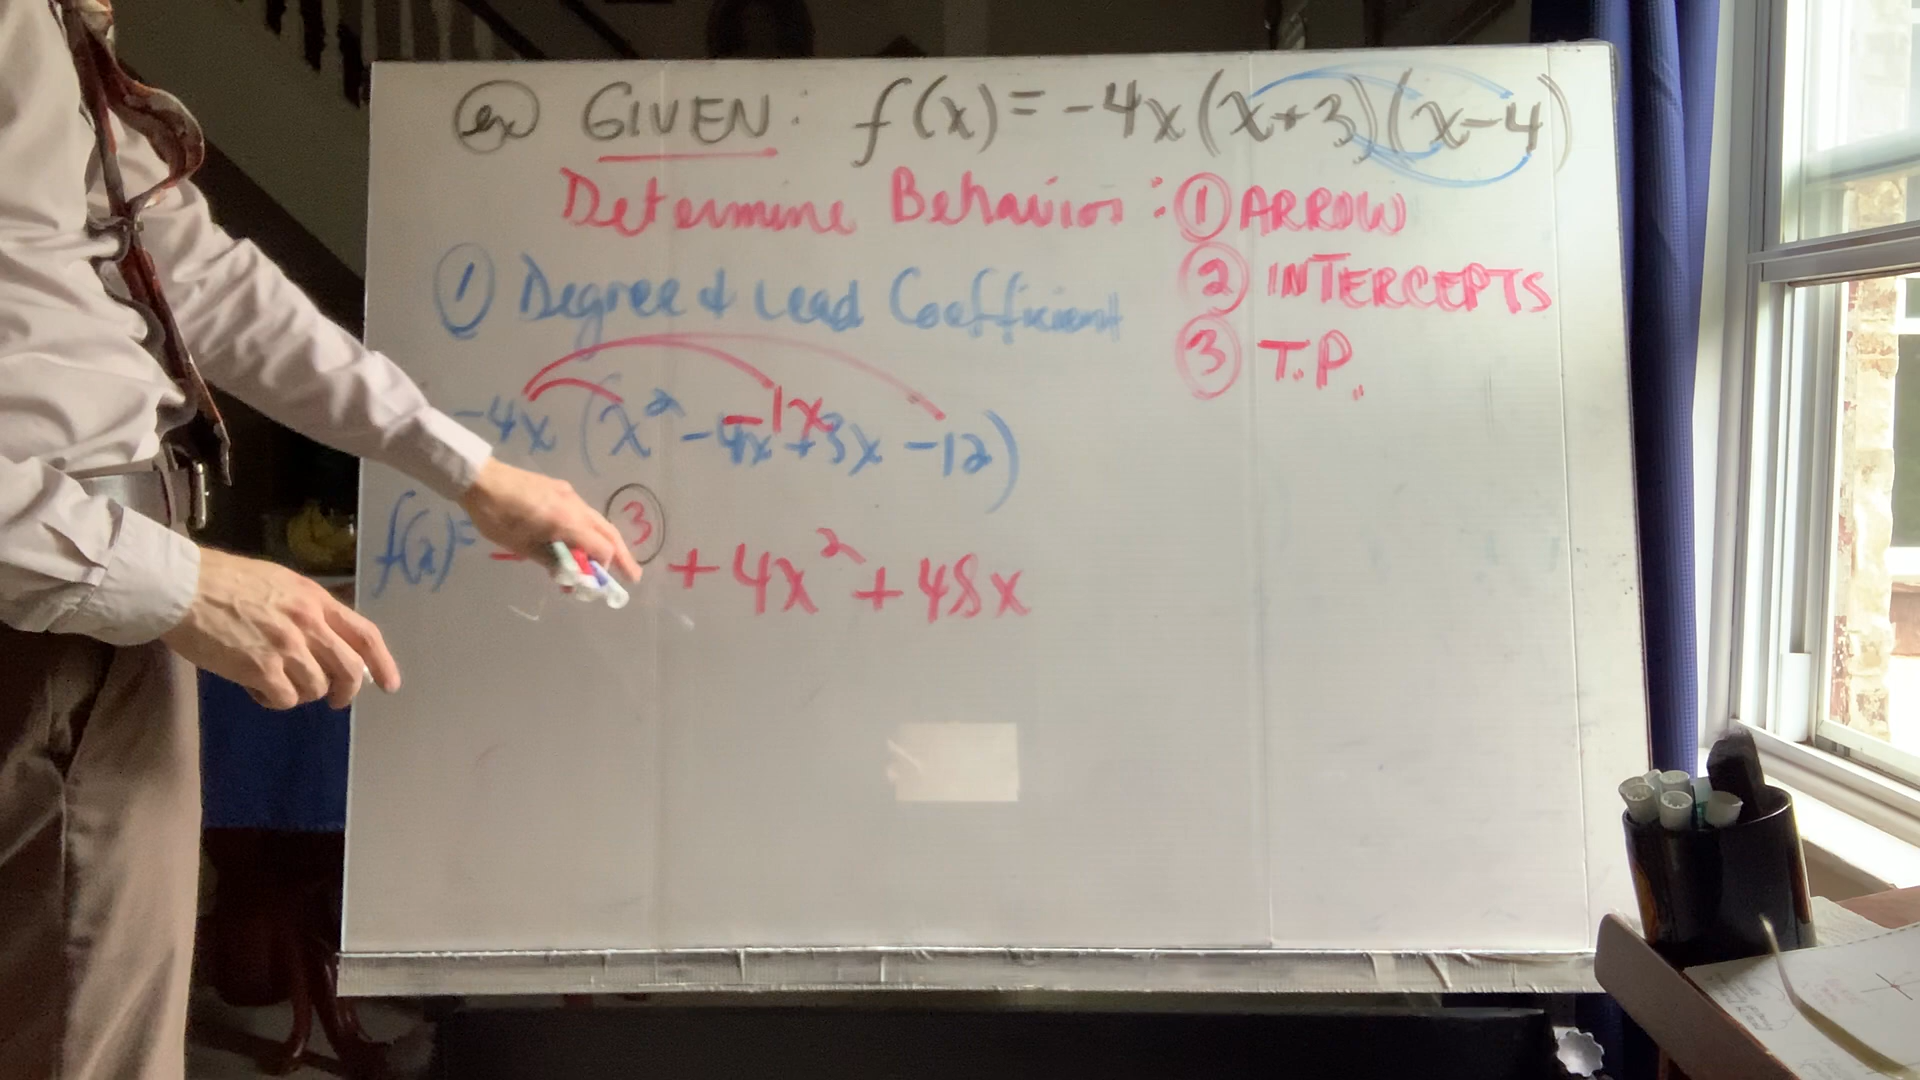 ex GIVEN: f(x) = -4x(x+3)(x-4)
Determine Behavior: ① ARROW
② INTERCEPTS
③ T.P.
① Degree & Lead Coefficient
-4x(x² -4x+3x -12)
-1x
f(x)= - ³ +4x²+48x